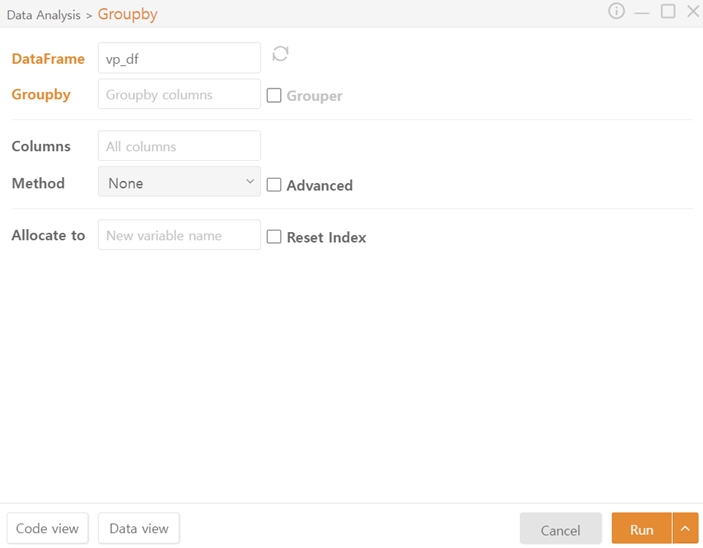 Data Analysis > Groupby
DataFrame vp_df
Groupby Groupby columns Grouper
Columns All columns
Method None Advanced
Allocate to New variable name Reset Index
Code view Data view Cancel Run